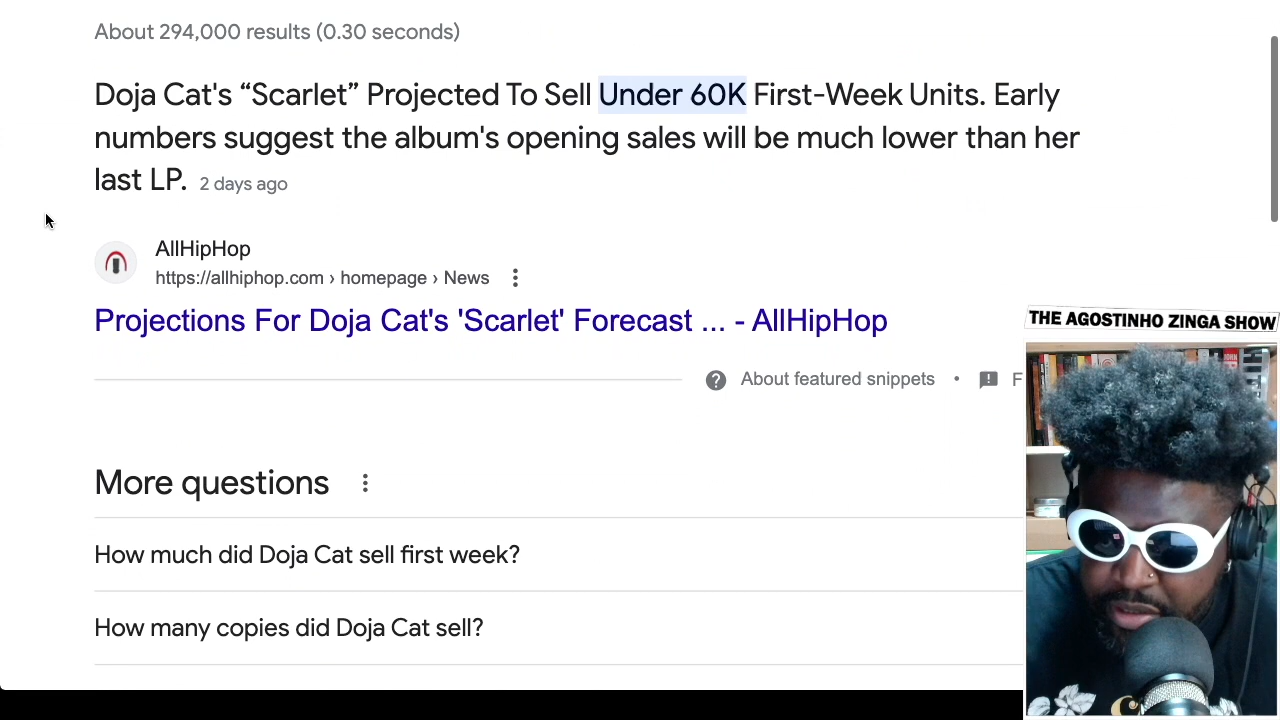 About 294,000 results (0.30 seconds)
Doja Cat's “Scarlet” Projected To Sell Under 60K First-Week Units. Early
numbers suggest the album's opening sales will be much lower than her
last LP. 2 days ago
AllHipHop
https://allhiphop.com › homepage › News
Projections For Doja Cat's 'Scarlet' Forecast ... - AllHipHop
About featured snippets • F
THE AGOSTINHO ZINGA SHOW
More questions
How much did Doja Cat sell first week?
How many copies did Doja Cat sell?